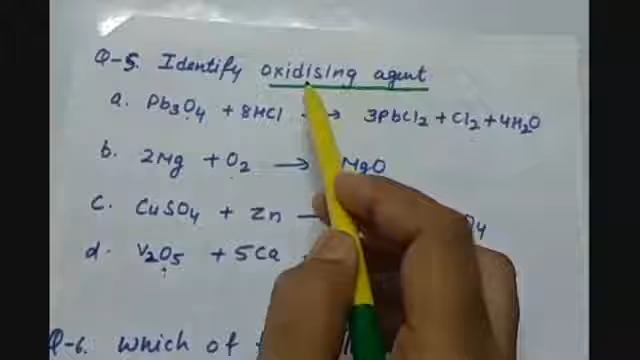 Q-5. Identify oxidising agent
a. Pb3O4 + 8HCl → 3PbCl2 + Cl2 + 4H2O
b. 2Mg + O2 → MgO
c. CuSO4 + Zn → O4
d. V2O5 + 5Ca
Q-6. Which of